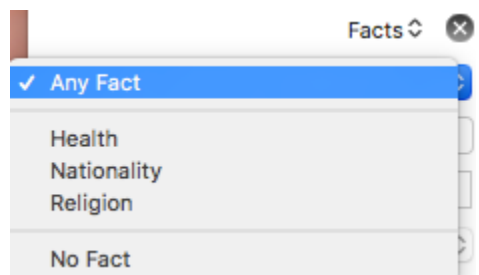 Facts
Any Fact
Health
Nationality
Religion
No Fact